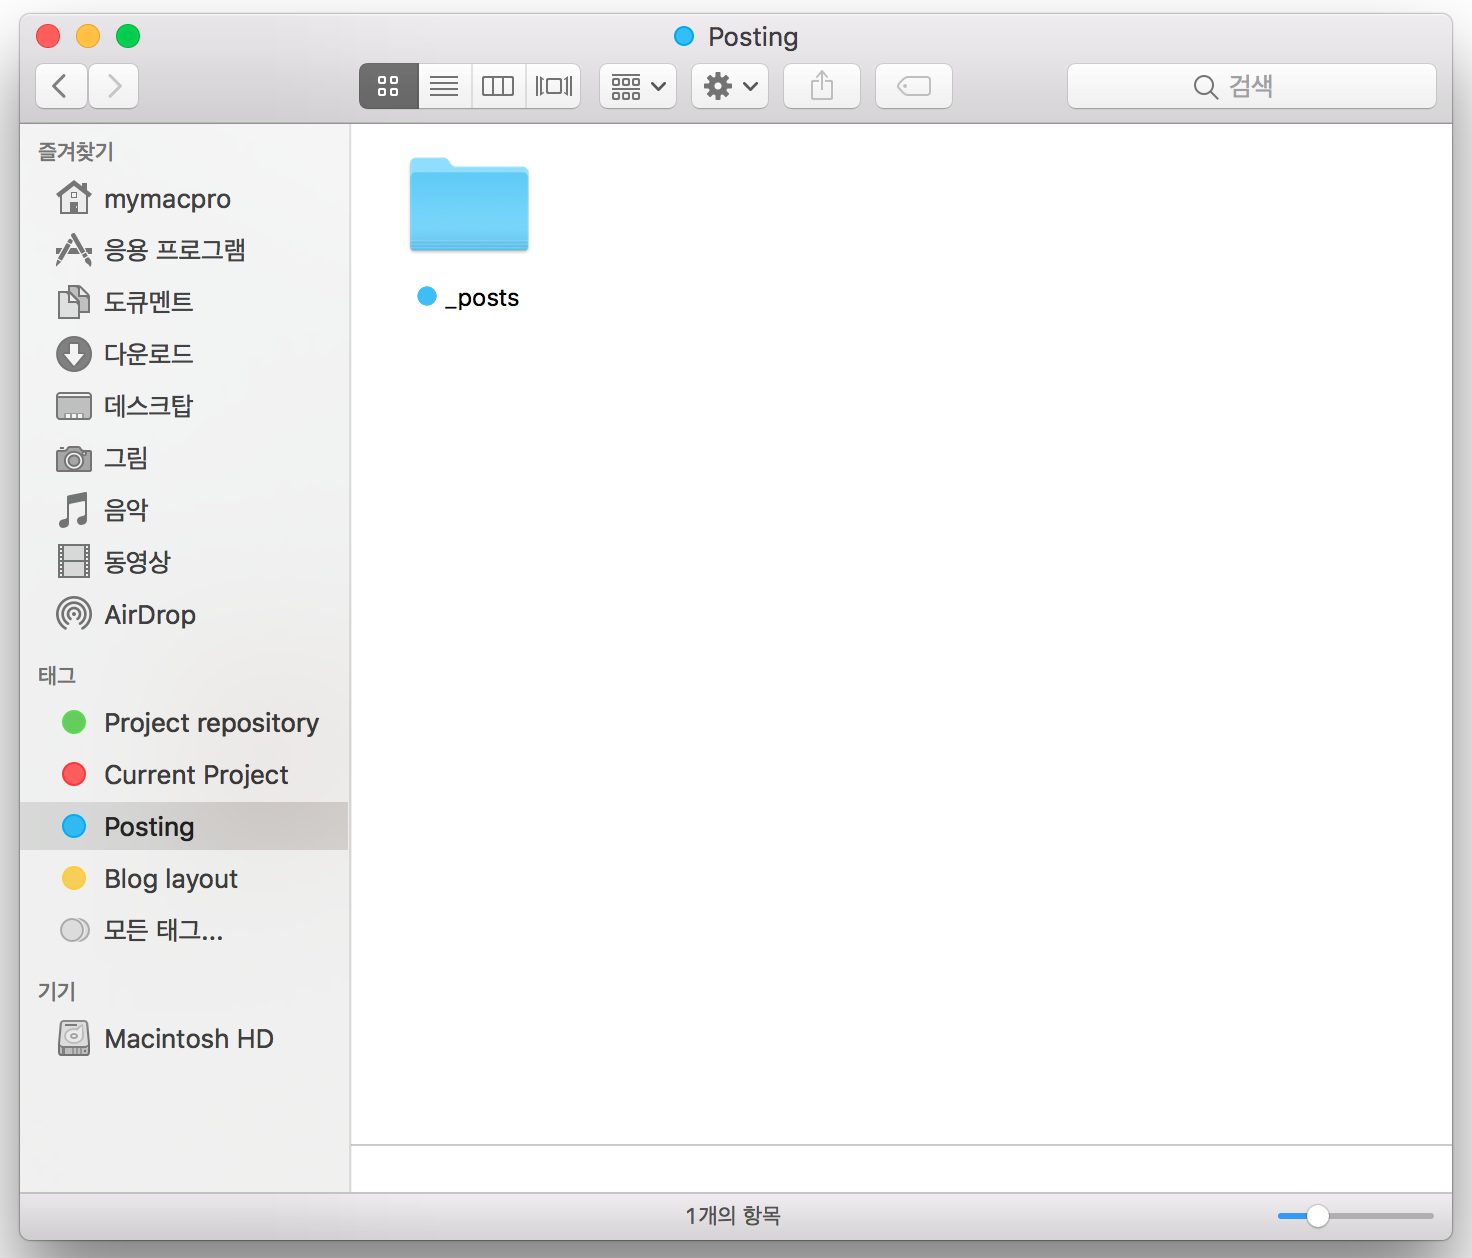 Posting
검색
즐겨찾기
mymacpro
응용 프로그램
도큐멘트
다운로드
데스크탑
그림
음악
동영상
AirDrop
태그
Project repository
Current Project
Posting
Blog layout
모든 태그...
기기
Macintosh HD
_posts
1개의 항목